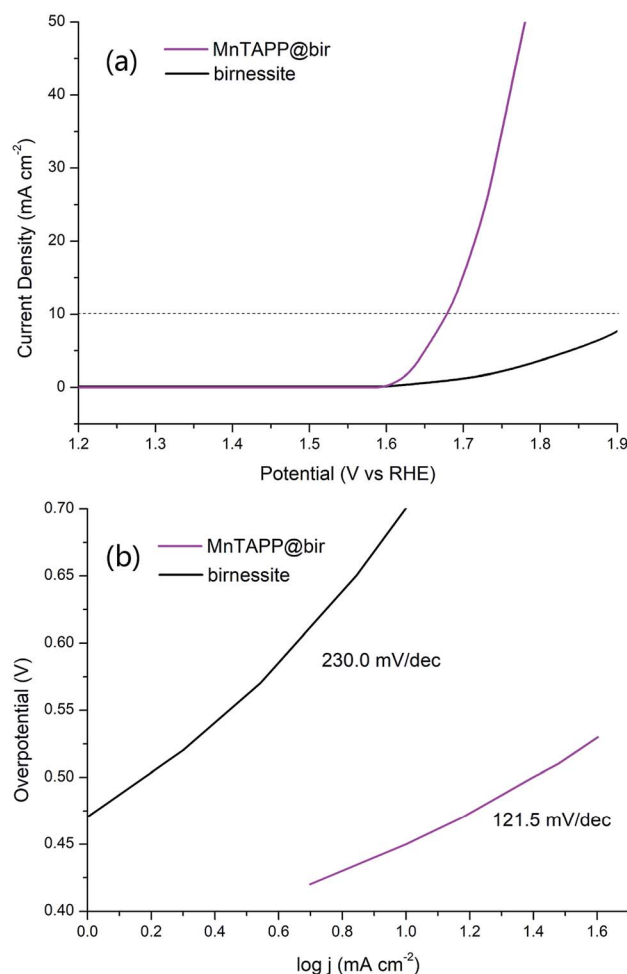 (a)
MnTAPP@bir
birnessite
Current Density (mA cm⁻²)
50
40
30
20
10
0
1.2 1.3 1.4 1.5 1.6 1.7 1.8 1.9
Potential (V vs RHE)
(b)
MnTAPP@bir
birnessite
230.0 mV/dec
121.5 mV/dec
Overpotential (V)
0.70
0.65
0.60
0.55
0.50
0.45
0.40
0.0 0.2 0.4 0.6 0.8 1.0 1.2 1.4 1.6
log j (mA cm⁻²)